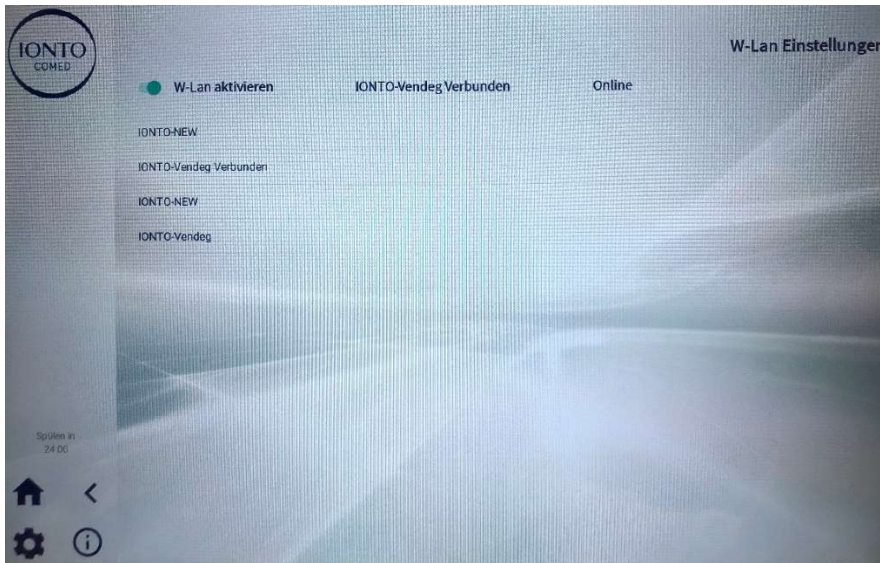 IONTO
COMED
W-Lan Einstellungen
W-Lan aktivieren IONTO-Vendeg Verbunden Online
IONTO-NEW
IONTO-Vendeg Verbunden
IONTO-NEW
IONTO-Vendeg
Spülen in
24:00